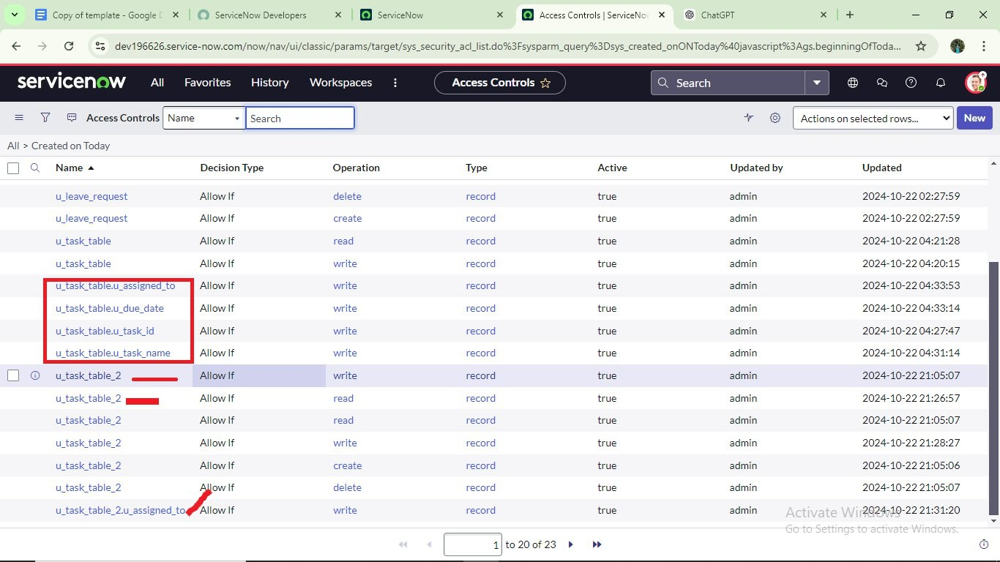 Copy of template - Google D
ServiceNow Developers
ServiceNow
Access Controls | ServiceNow
ChatGPT
dev196626.service-now.com/now/nav/ui/classic/params/target/sys_security_acl_list.do%3Fsysparm_query%3Dsys_created_onONToday%40javascript%3Ags.beginningOfToda...
servicenow All Favorites History Workspaces Access Controls Search
Access Controls Name Search Actions on selected rows... New
All > Created on Today
Name Decision Type Operation Type Active Updated by Updated
u_leave_request Allow If delete record true admin 2024-10-22 02:27:59
u_leave_request Allow If create record true admin 2024-10-22 02:27:59
u_task_table Allow If read record true admin 2024-10-22 04:21:28
u_task_table Allow If write record true admin 2024-10-22 04:20:15
u_task_table.u_assigned_to Allow If write record true admin 2024-10-22 04:33:53
u_task_table.u_due_date Allow If write record true admin 2024-10-22 04:33:14
u_task_table.u_task_id Allow If write record true admin 2024-10-22 04:27:47
u_task_table.u_task_name Allow If write record true admin 2024-10-22 04:31:14
u_task_table_2 Allow If write record true admin 2024-10-22 21:05:07
u_task_table_2 Allow If read record true admin 2024-10-22 21:26:57
u_task_table_2 Allow If read record true admin 2024-10-22 21:05:07
u_task_table_2 Allow If write record true admin 2024-10-22 21:28:27
u_task_table_2 Allow If create record true admin 2024-10-22 21:05:06
u_task_table_2 Allow If delete record true admin 2024-10-22 21:05:07
u_task_table_2.u_assigned_to Allow If write record true admin 2024-10-22 21:31:20
Activate Windows
Go to Settings to activate Windows.
1 to 20 of 23